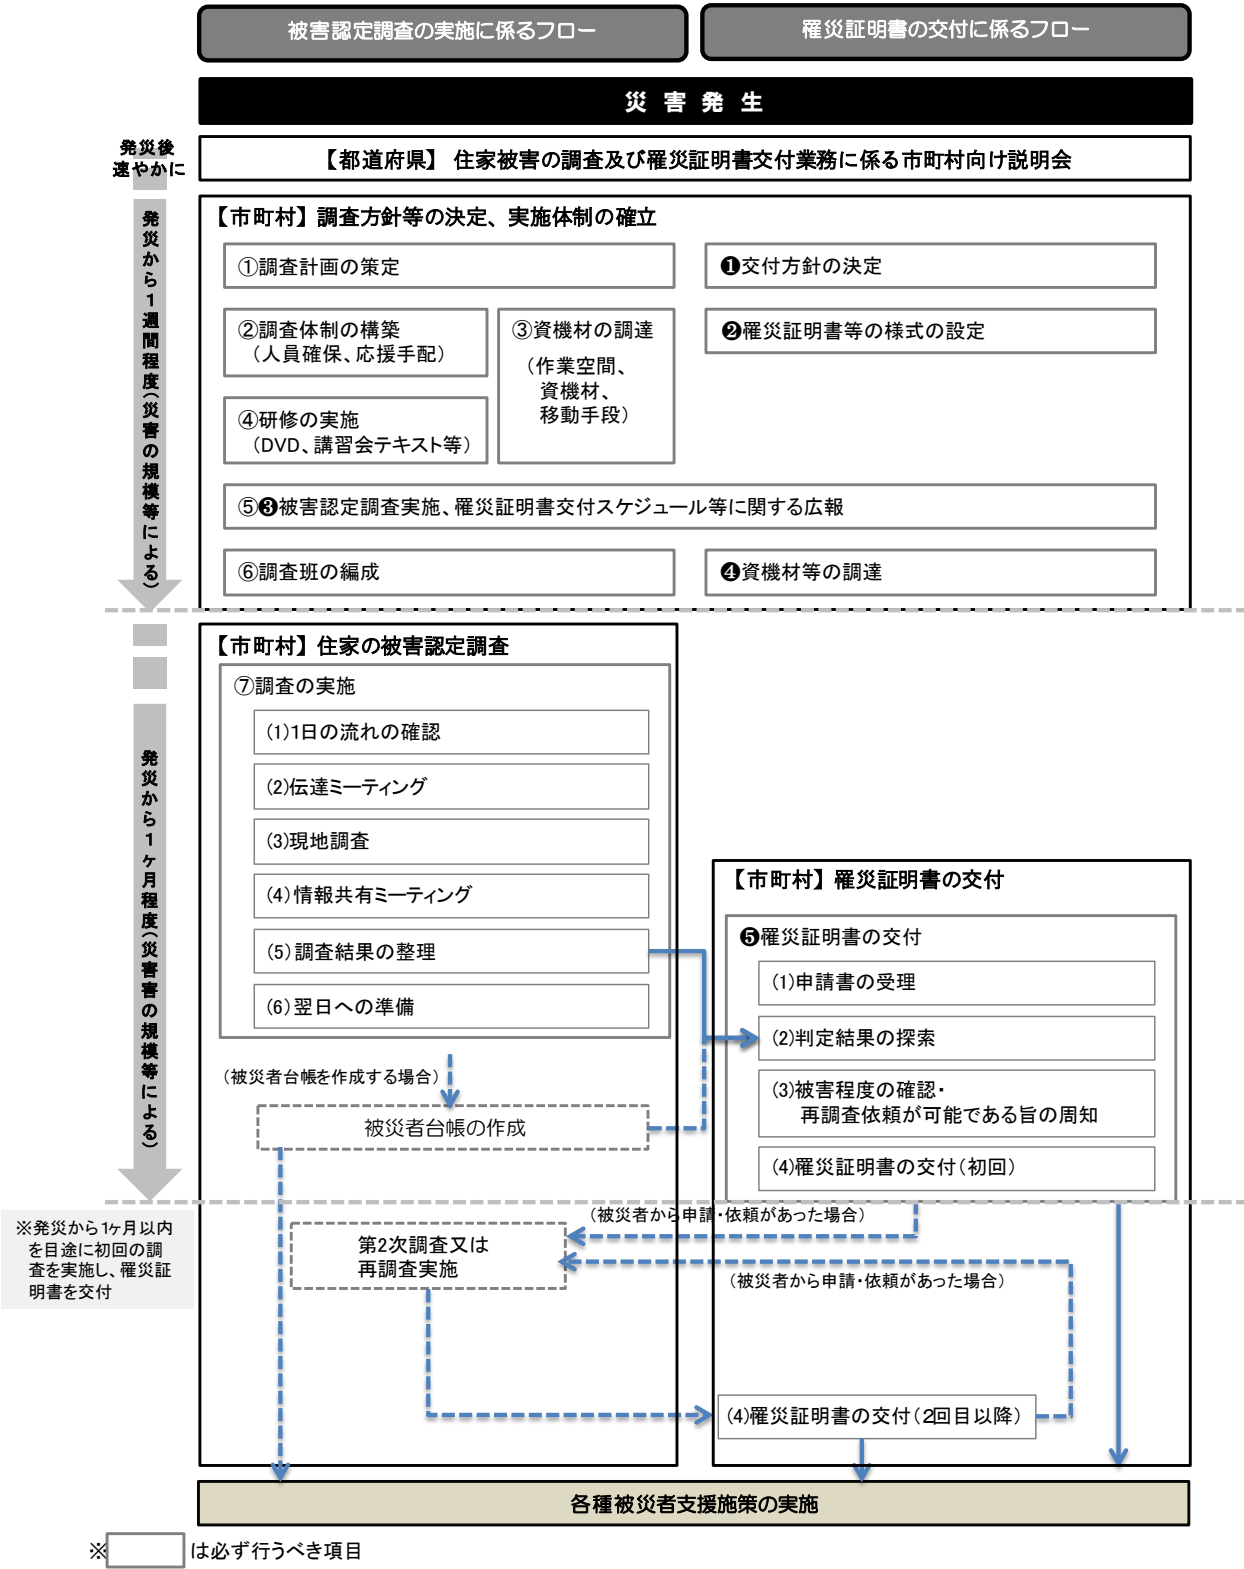 被害認定調査の実施に係るフロー
罹災証明書の交付に係るフロー
災 害 発 生
発災後
速やかに
【都道府県】 住家被害の調査及び罹災証明書交付業務に係る市町村向け説明会
発災から1週間程度(災害の規模等による)
【市町村】調査方針等の決定、実施体制の確立
①調査計画の策定
❶交付方針の決定
②調査体制の構築
(人員確保、応援手配)
③資機材の調達
(作業空間、
資機材、
移動手段)
❷罹災証明書等の様式の設定
④研修の実施
(DVD、講習会テキスト等)
⑤❸被害認定調査実施、罹災証明書交付スケジュール等に関する広報
⑥調査班の編成
❹資機材等の調達
発災から1ヶ月程度(災害害の規模等による)
【市町村】住家の被害認定調査
⑦調査の実施
(1)1日の流れの確認
(2)伝達ミーティング
(3)現地調査
(4)情報共有ミーティング
(5)調査結果の整理
(6)翌日への準備
【市町村】罹災証明書の交付
❺罹災証明書の交付
(1)申請書の受理
(2)判定結果の探索
(3)被害程度の確認・
再調査依頼が可能である旨の周知
(4)罹災証明書の交付(初回)
(被災者台帳を作成する場合)
被災者台帳の作成
※発災から1ヶ月以内
を目途に初回の調
査を実施し、罹災証
明書を交付
(被災者から申請・依頼があった場合)
第2次調査又は
再調査実施
(被災者から申請・依頼があった場合)
(4)罹災証明書の交付(2回目以降)
各種被災者支援施策の実施
※ は必ず行うべき項目